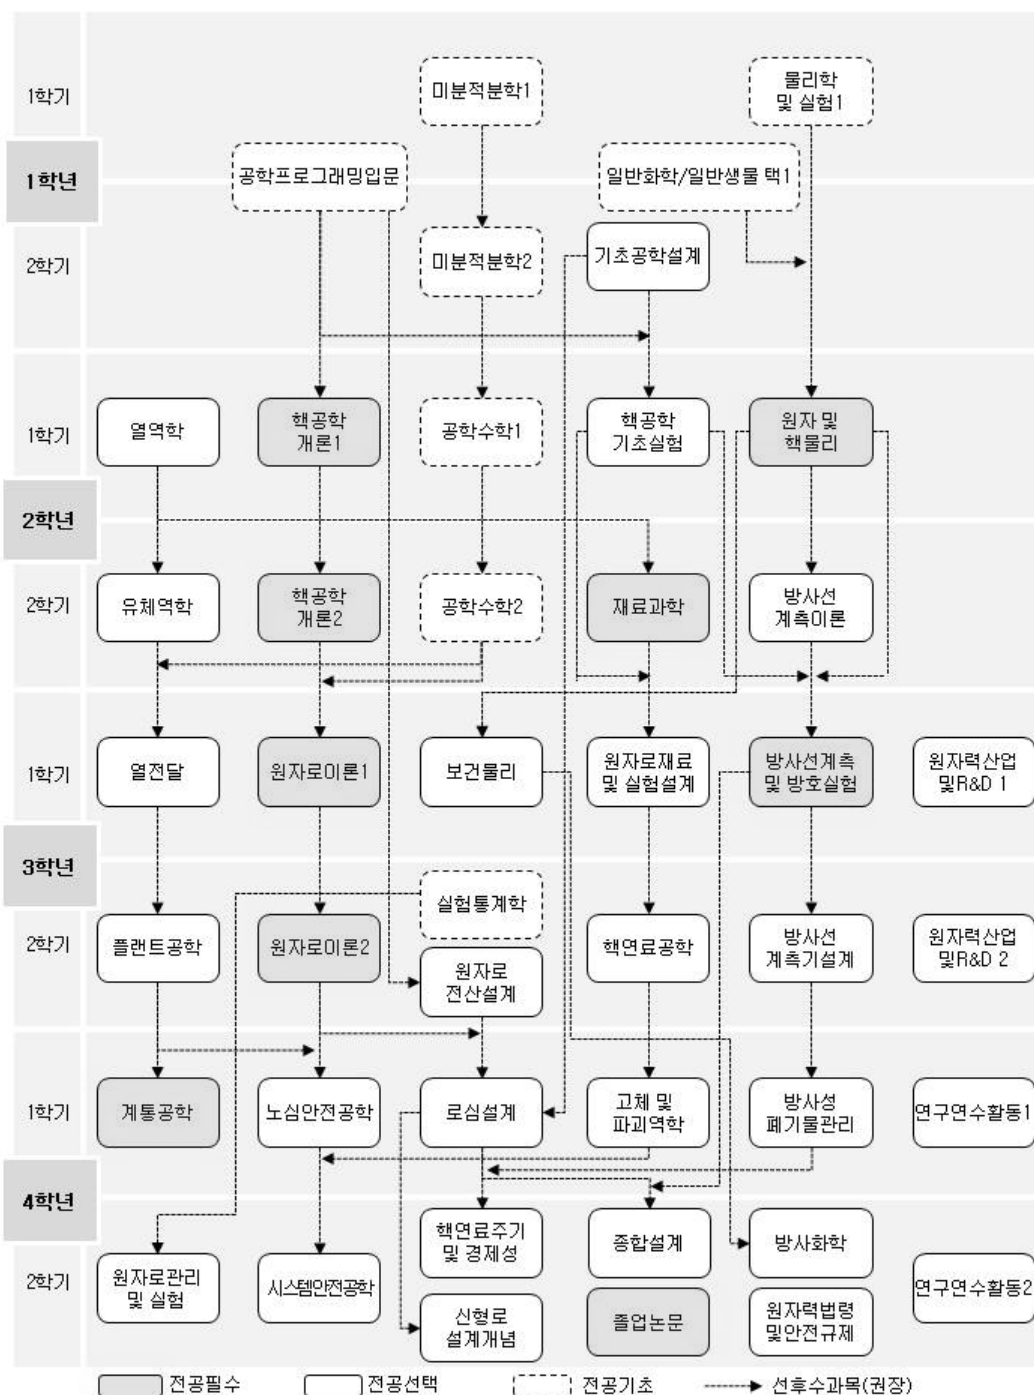 1학기
미분적분학1
물리학
및 실험1
1학년
공학프로그래밍입문
일반화학/일반생물 택1
2학기
미분적분학2
기초공학설계
1학기
열역학
핵공학
개론1
공학수학1
핵공학
기초실험
원자 및
핵물리
2학년
2학기
유체역학
핵공학
개론2
공학수학2
재료과학
방사선
계측이론
1학기
열전달
원자로이론1
보건물리
원자로재료
및 실험설계
방사선계측
및 방호실험
원자력산업
및R&D 1
3학년
2학기
플랜트공학
원자로이론2
실험통계학
원자로
전산설계
핵연료공학
방사선
계측기설계
원자력산업
및R&D 2
1학기
계통공학
노심안전공학
로심설계
고체 및
파괴역학
방사성
폐기물관리
연구연수활동1
4학년
2학기
원자로관리
및 실험
시스템안전공학
핵연료주기
및 경제성
신형로
설계개념
종합설계
졸업논문
방사화학
원자력법령
및안전규제
연구연수활동2
전공필수
전공선택
전공기초
선후수과목(권장)